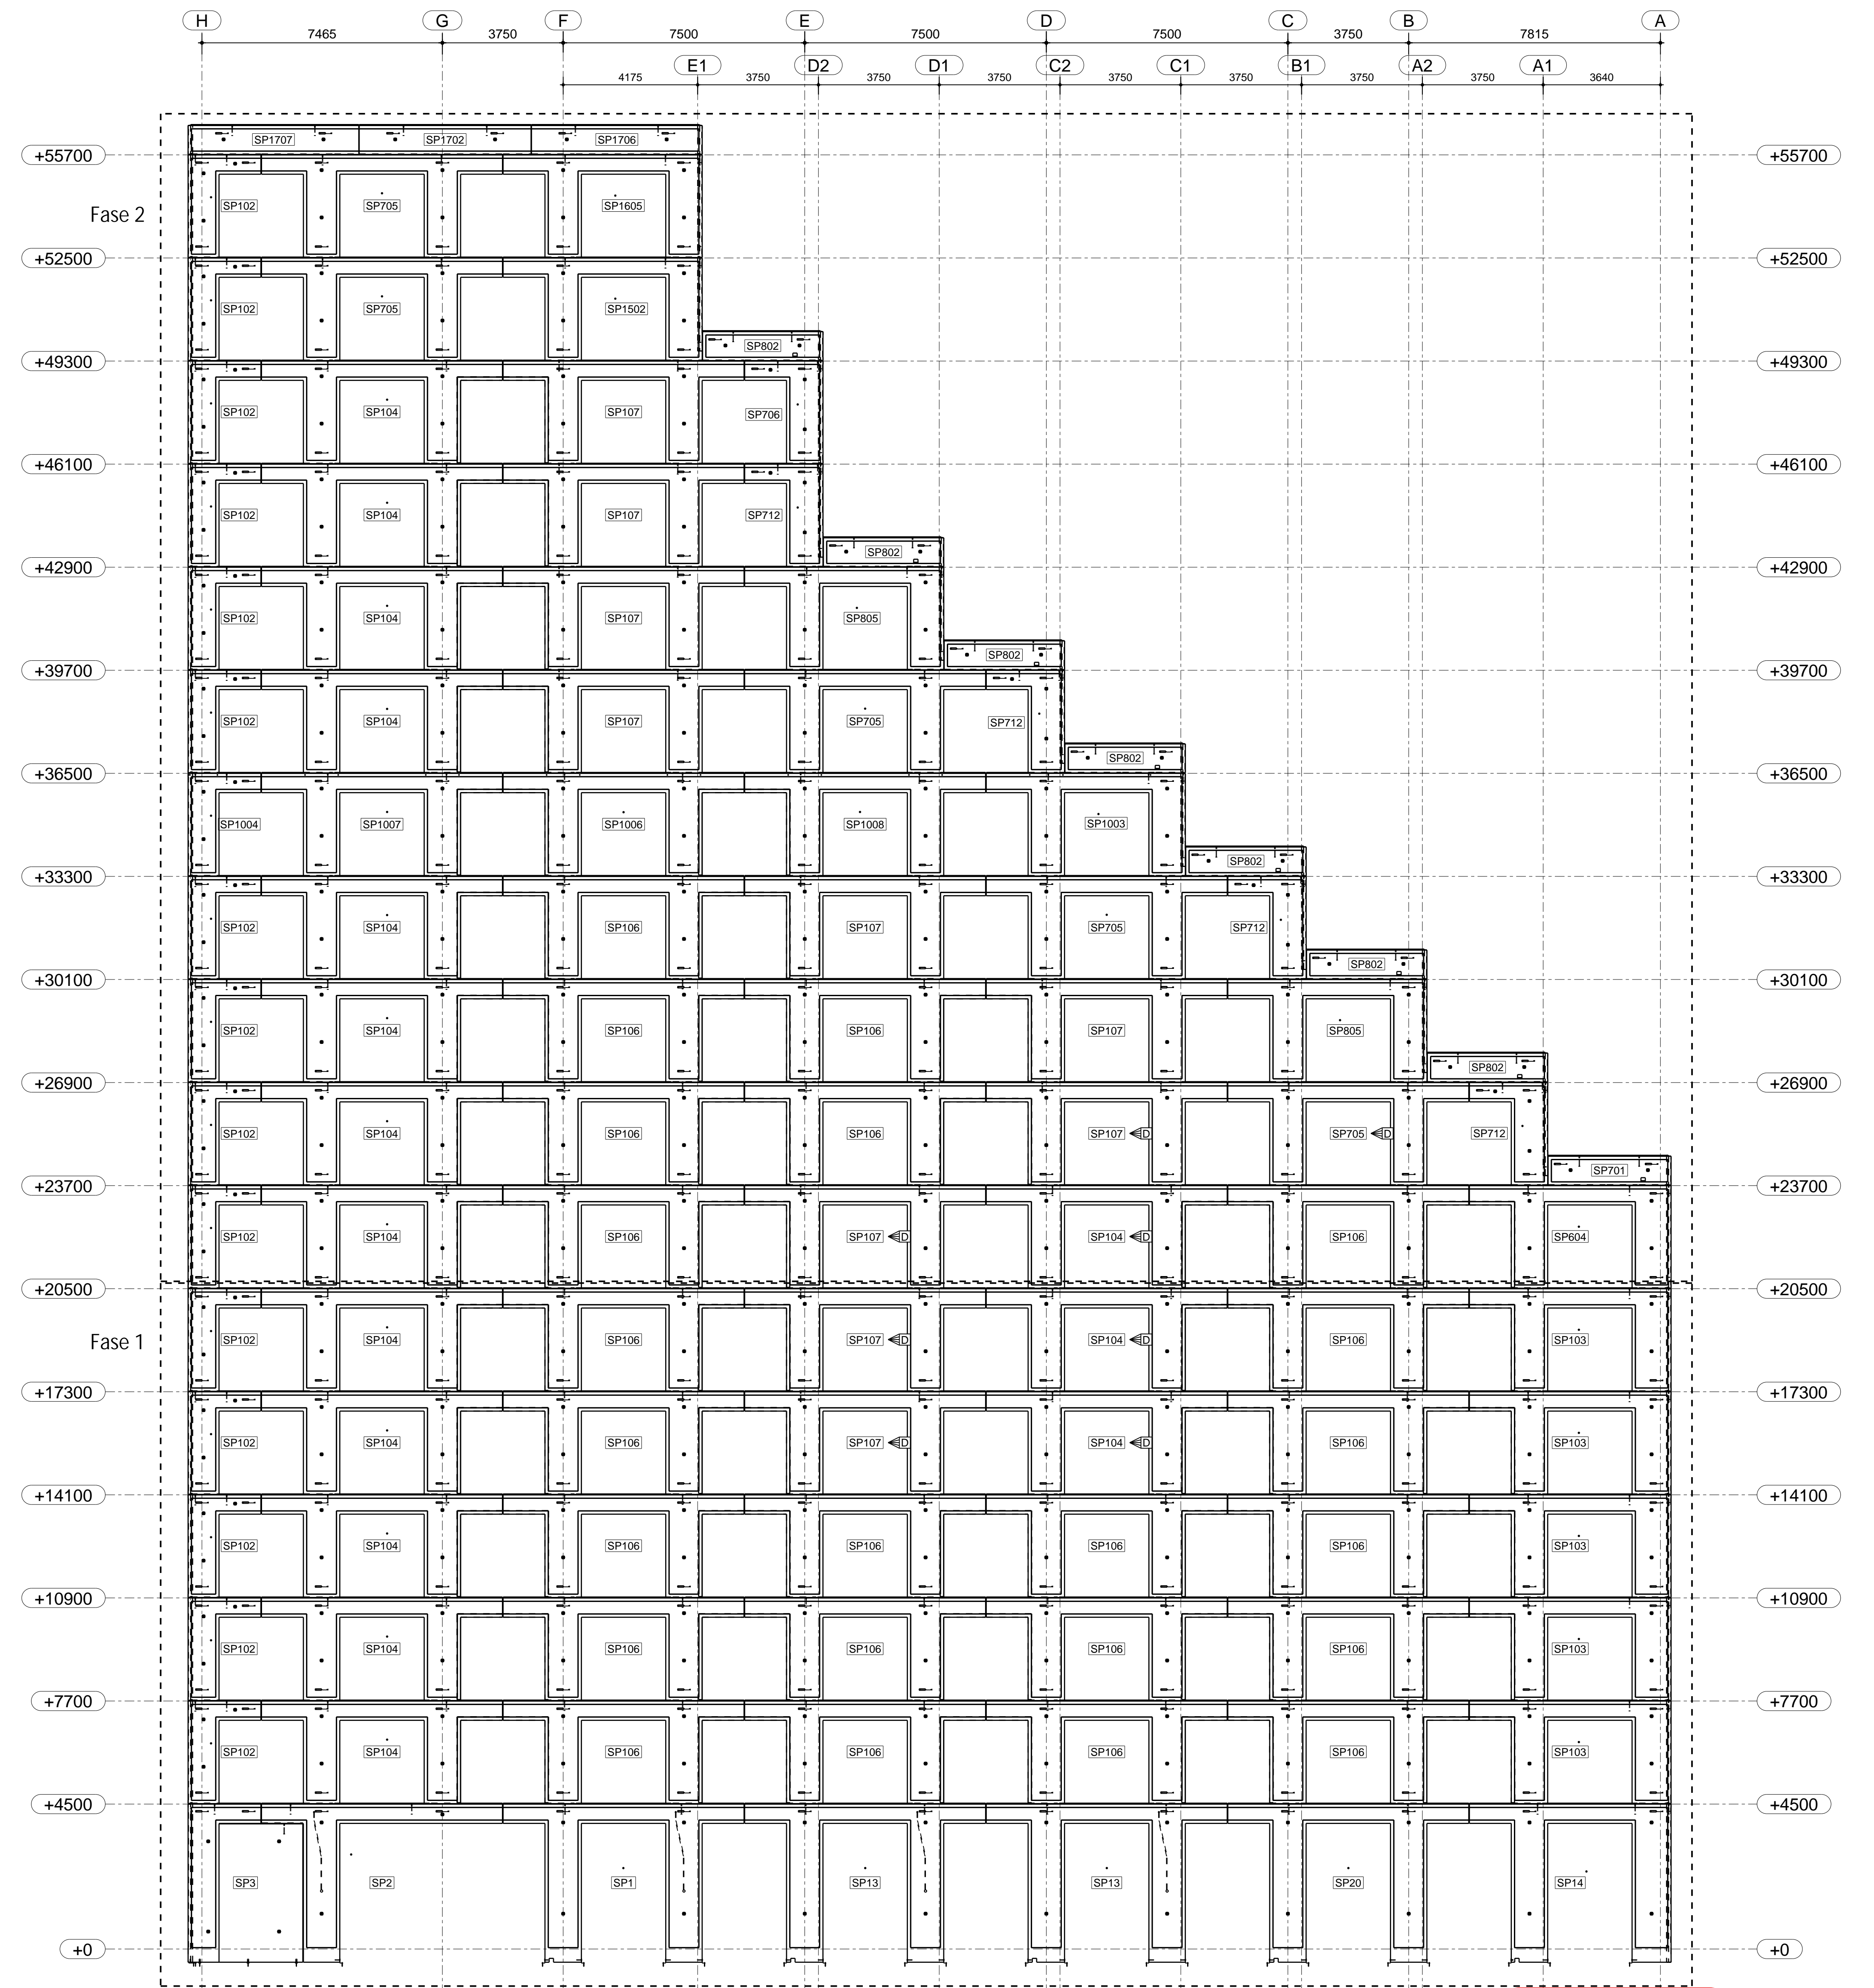 H G F E D C B A
7465 3750 7500 7500 7500 3750 7815
E1 D2 D1 C2 C1 B1 A2 A1
4175 3750 3750 3750 3750 3750 3750 3750 3640
SP1707 SP1702 SP1706
+55700 +55700
Fase 2
SP102 SP705 SP1605
+52500 +52500
SP102 SP705 SP1502
SP802
+49300 +49300
SP102 SP104 SP107 SP706
+46100 +46100
SP102 SP104 SP107 SP712
SP802
+42900 +42900
SP102 SP104 SP107 SP805
SP802
+39700 +39700
SP102 SP104 SP107 SP705 SP712
SP802
+36500 +36500
SP1004 SP1007 SP1006 SP1008 SP1003
SP802
+33300 +33300
SP102 SP104 SP106 SP107 SP705 SP712
SP802
+30100 +30100
SP102 SP104 SP106 SP106 SP107 SP805
SP802
+26900 +26900
SP102 SP104 SP106 SP106 SP107 D SP705 D SP712
SP701
+23700 +23700
SP102 SP104 SP106 SP107 D SP104 D SP106 SP604
+20500 +20500
Fase 1
SP102 SP104 SP106 SP107 D SP104 D SP106 SP103
+17300 +17300
SP102 SP104 SP106 SP107 D SP104 D SP106 SP103
+14100 +14100
SP102 SP104 SP106 SP106 SP106 SP106 SP103
+10900 +10900
SP102 SP104 SP106 SP106 SP106 SP106 SP103
+7700 +7700
SP102 SP104 SP106 SP106 SP106 SP106 SP103
+4500 +4500
SP3 SP2 SP1 SP13 SP13 SP20 SP14
+0 +0